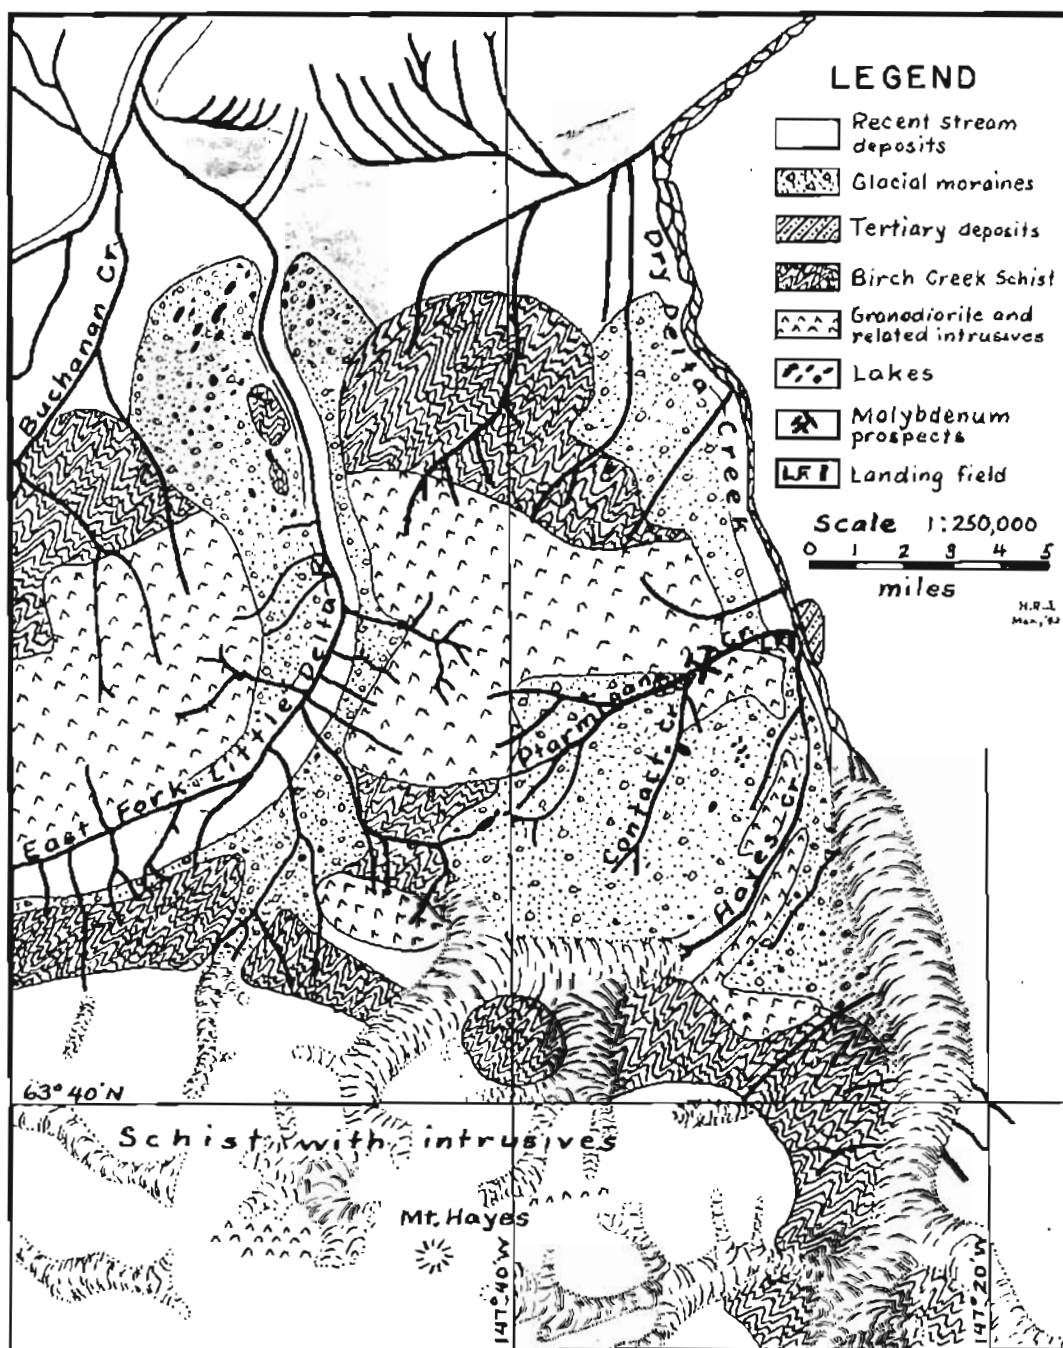 LEGEND
Recent stream
deposits
Glacial moraines
Tertiary deposits
Birch Creek Schist
Granodiorite and
related intrusives
Lakes
Molybdenum
prospects
LF
Landing field
Scale 1:250,000
0 1 2 3 4 5
miles
H.R.J.
Buchanan Cr.
Dry Delta
Creek
East Fork Little Delta R.
Ptarmigan Cr.
LF
Contact Cr.
Hayes Cr.
63° 40' N
Schist with intrusives
Mt. Hayes
147° 40' W
147° 20' W